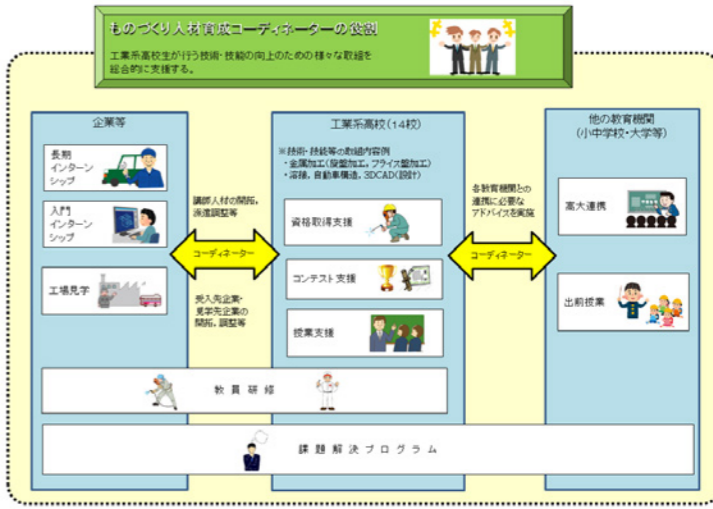 ものづくり人材育成コーディネーターの役割
工業系高校生が行う技術・技能の向上のための様々な取組を
総合的に支援する。
企業等
長期
インターン
シップ
入門
インターン
シップ
工場見学
講師人材の開拓、
派遣調整等
コーディネーター
受入先企業・
見学先企業の
開拓、調整等
工業系高校(14校)
※技術・技能等の取組内容例
・金属加工(旋盤加工，フライス盤加工)
・溶接，自動車構造，3DCAD(設計)
資格取得支援
コンテスト支援
授業支援
各教育機関との
連携に必要な
アドバイスを実施
コーディネーター
他の教育機関
(小中学校・大学等)
高大連携
出前授業
教員研修
課題解決プログラム